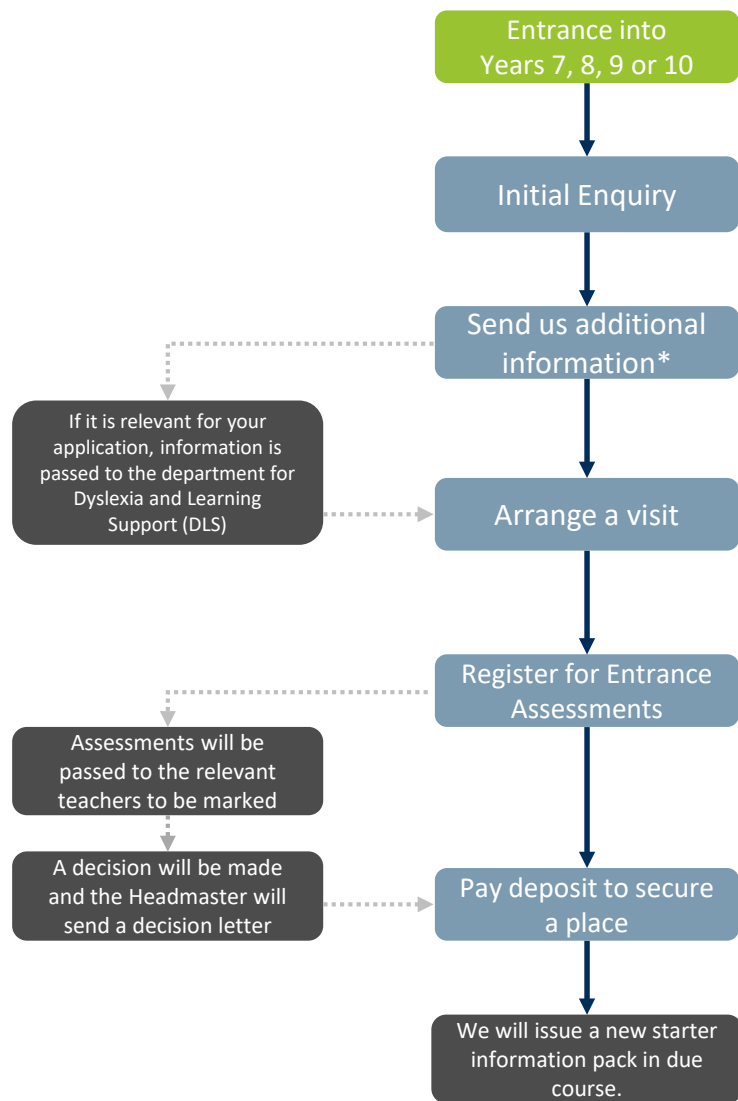 Entrance into
Years 7, 8, 9 or 10
Initial Enquiry
Send us additional
information*
If it is relevant for your
application, information is
passed to the department for
Dyslexia and Learning
Support (DLS)
Arrange a visit
Register for Entrance
Assessments
Assessments will be
passed to the relevant
teachers to be marked
A decision will be made
and the Headmaster will
send a decision letter
Pay deposit to secure
a place
We will issue a new starter
information pack in due
course.